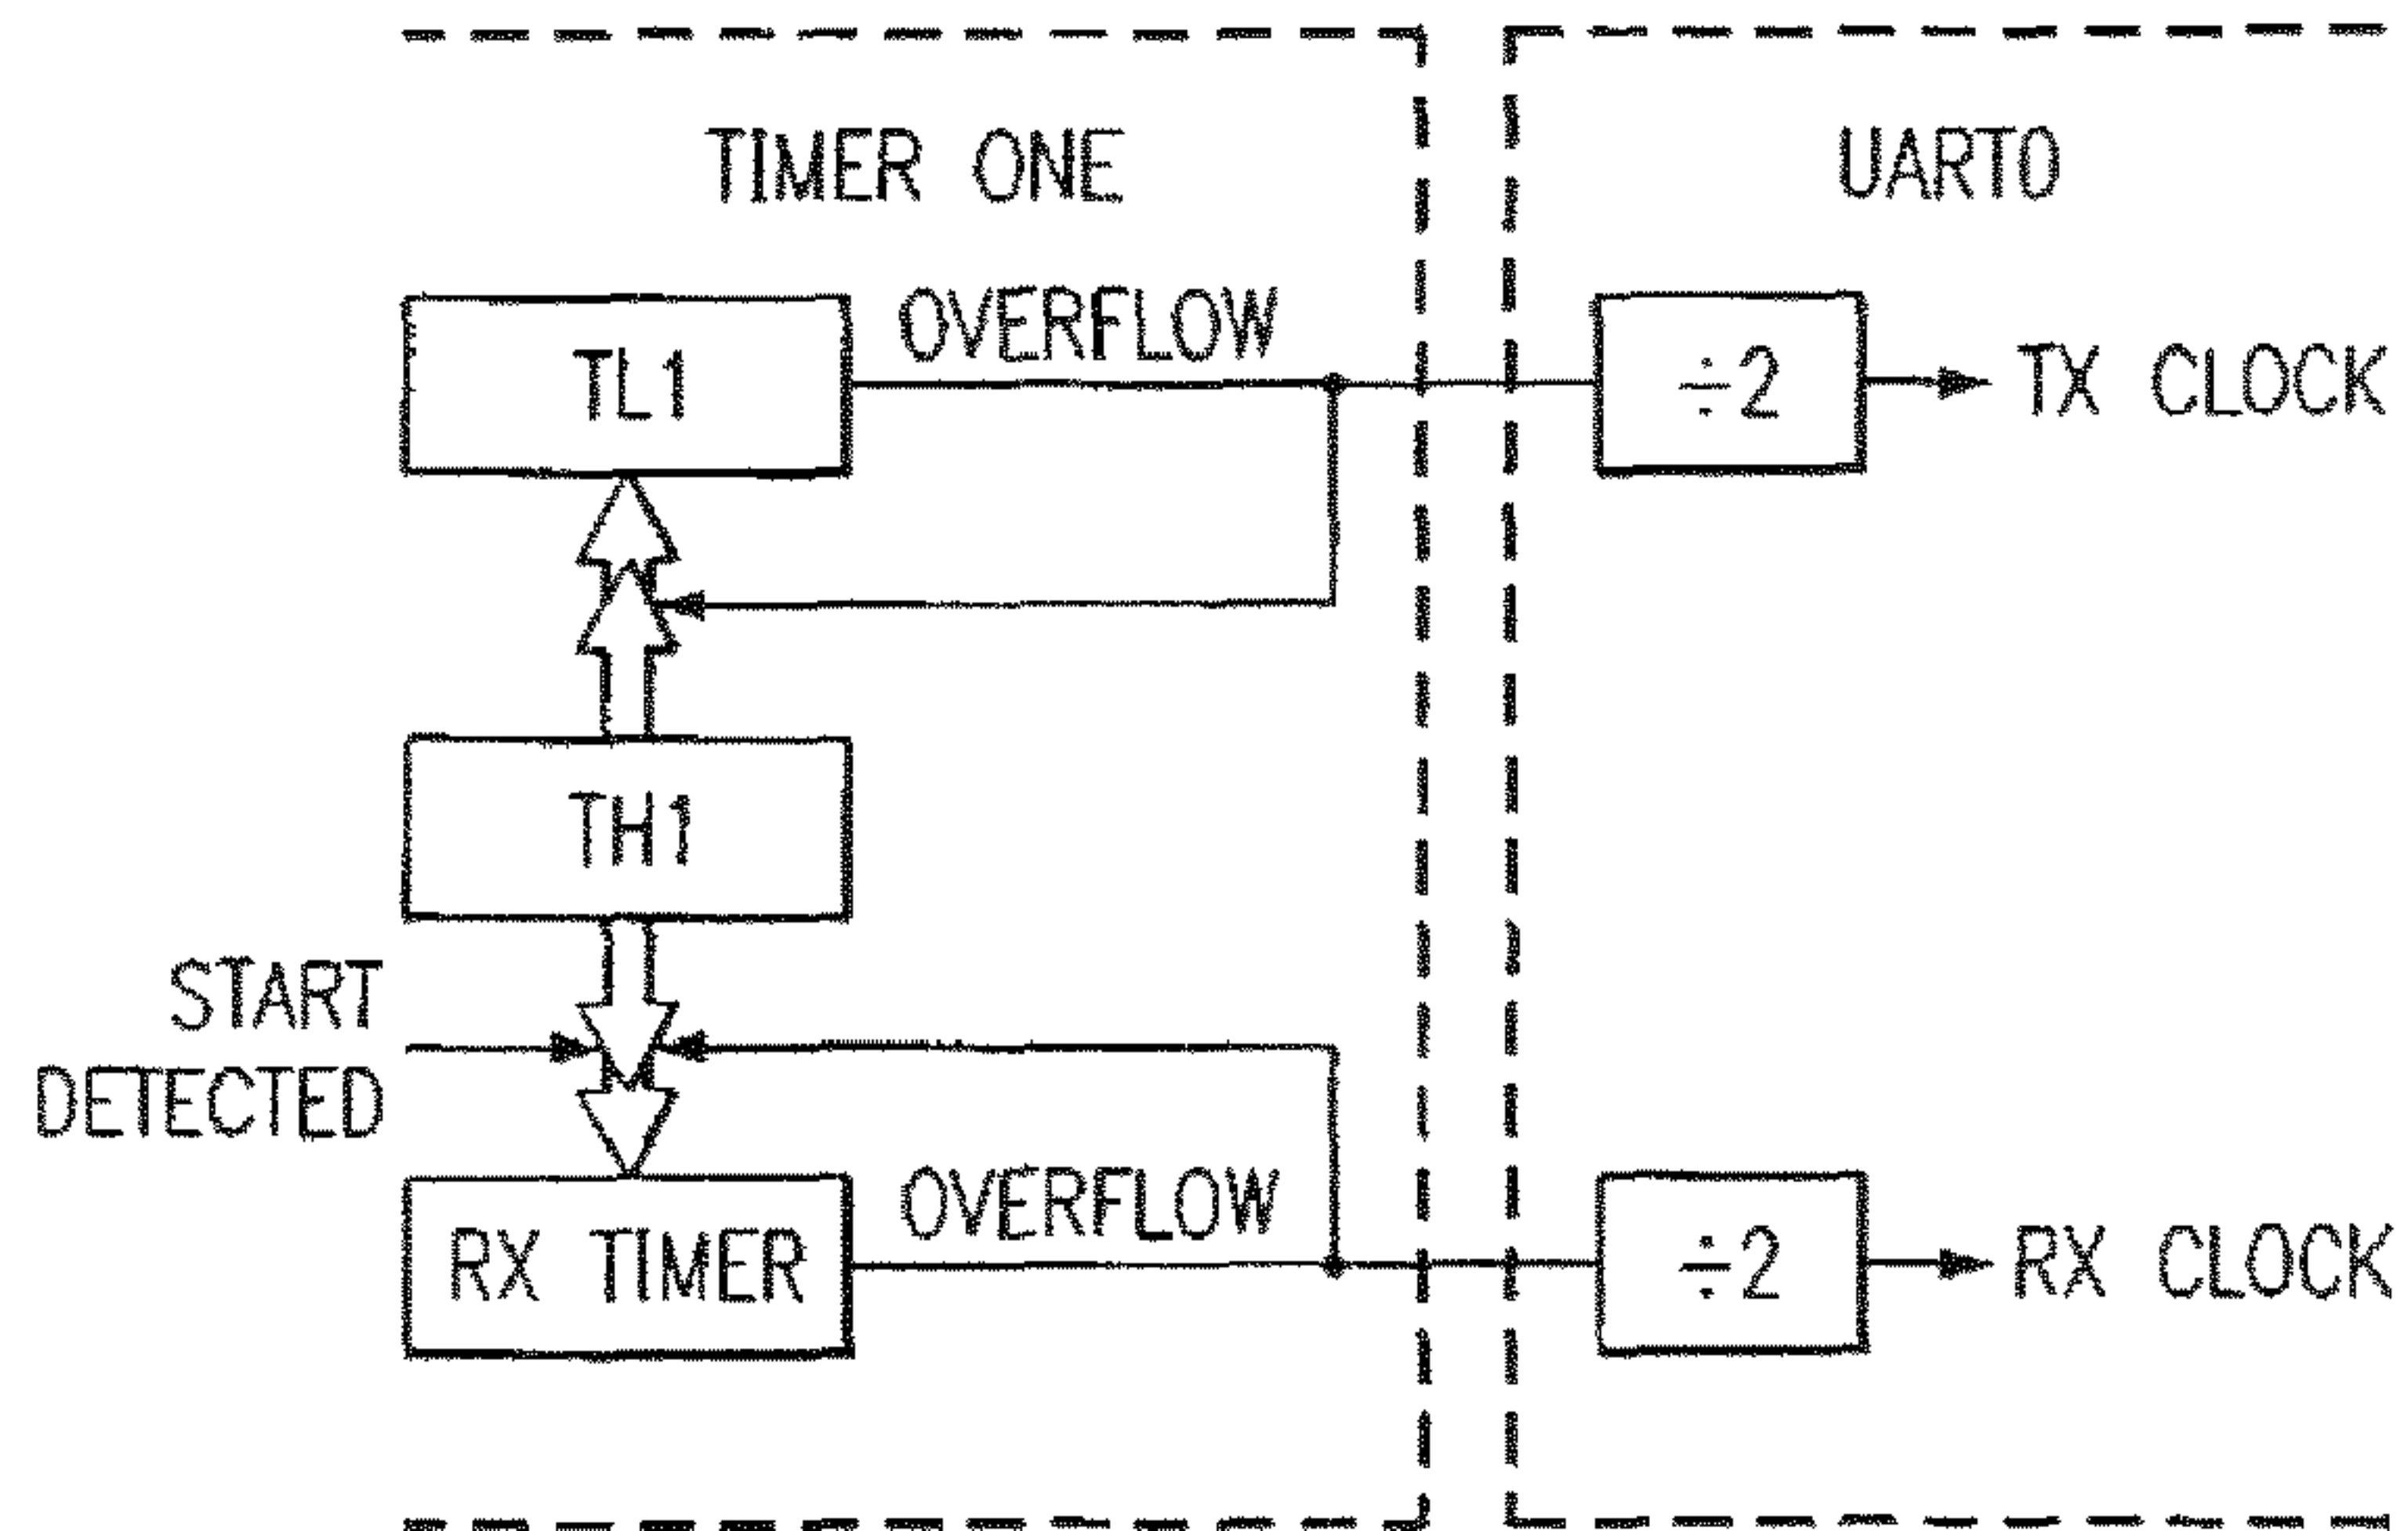 TIMER ONE
UART0
OVERFLOW
TL1
÷2
TX CLOCK
TH1
START
DETECTED
OVERFLOW
RX TIMER
÷2
RX CLOCK